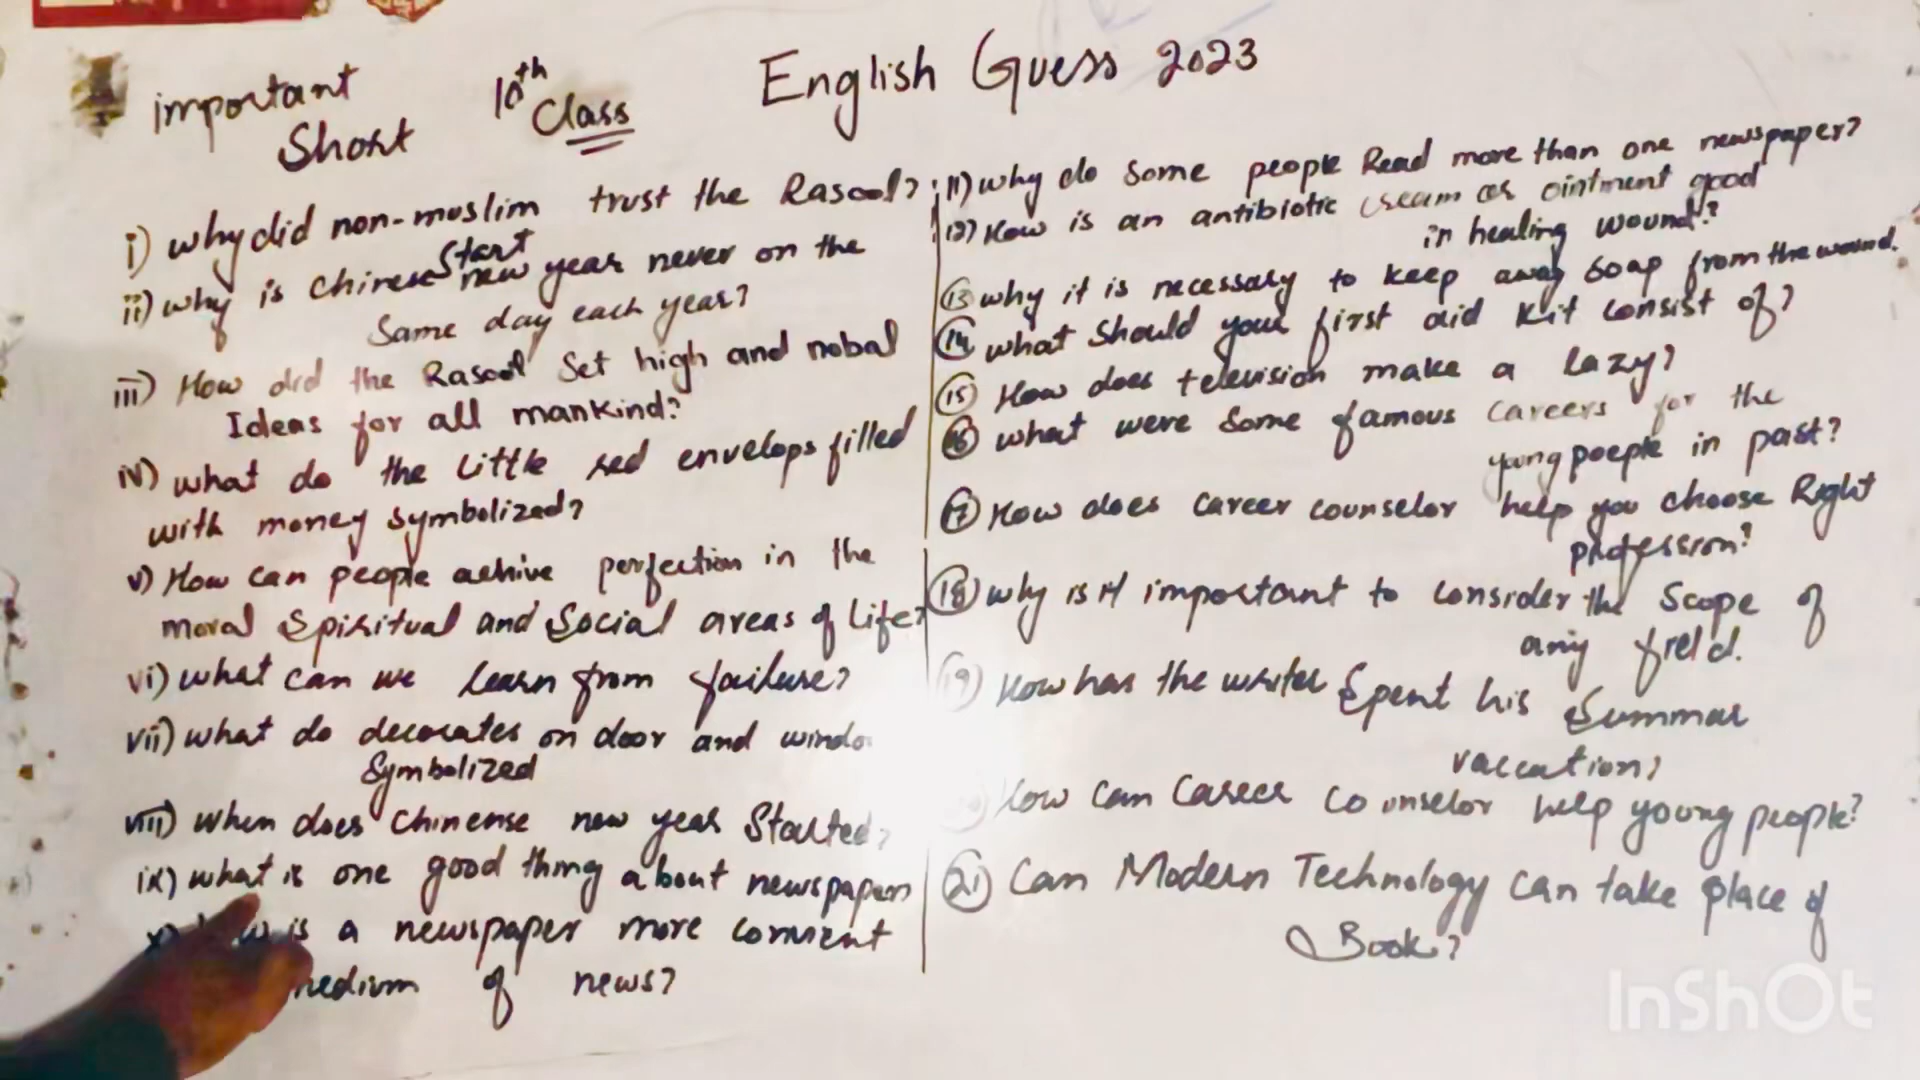 important
Short
10th
Class
English Guess 2023
i) why did non-muslim trust the Rasool?
ii) why is chinese Start new year never on the
Same day each year?
iii) How did the Rasool Set high and nobal
Ideas for all mankind?
iv) what do the little red envelops filled
with money symbolized?
v) How can people achive perfection in the
moral Spiritual and Social areas of life?
vi) what can we learn from failure?
vii) what do decorates on door and windo
Symbolized
viii) when does Chinense new year Started?
ix) what is one good thing about newspapers
x) is a newspaper more convient
medium of news?
11) why do Some people Read more than one newspaper?
12) How is an antibiotic cream or ointment good
in healing wound?
13 why it is necessary to keep away soap from the wound.
14 what Should your first aid kit consist of?
15 How does television make a lazy?
16 what were Some famous careers for the
young poeple in past?
17 How does career counselor help you choose Right
profession?
18 why is it important to consider the Scope of
any field.
19) How has the writer Spent his Summar
vaccation?
How can career counselor help young people?
21 Can Modern Technology can take place of
Book?
InShOt